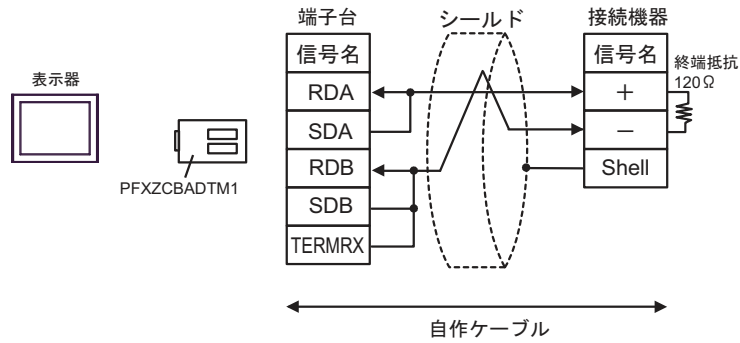 表示器
PFXZCBADTM1
端子台
信号名
RDA
SDA
RDB
SDB
TERMRX
シールド
接続機器
信号名
+
−
Shell
終端抵抗
120Ω
自作ケーブル